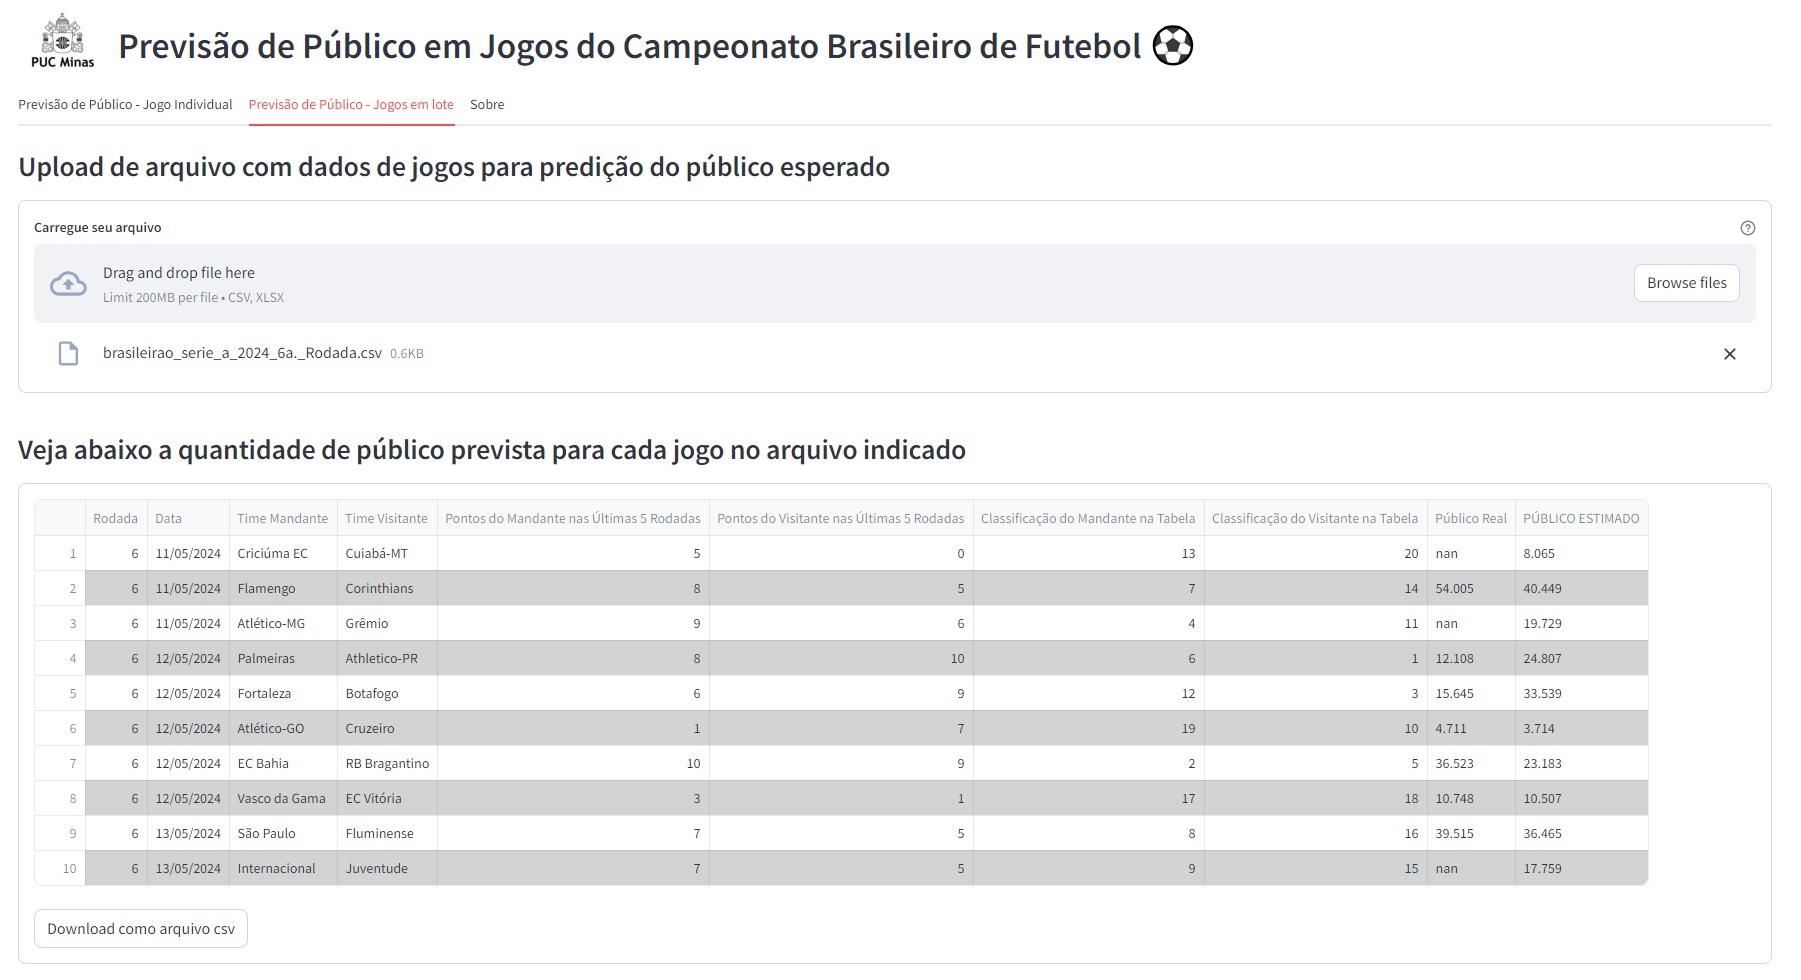 PUC Minas
Previsão de Público em Jogos do Campeonato Brasileiro de Futebol
Previsão de Público - Jogo Individual Previsão de Público - Jogos em lote Sobre
Upload de arquivo com dados de jogos para predição do público esperado
Carregue seu arquivo
Drag and drop file here
Limit 200MB per file • CSV, XLSX
Browse files
brasileirao_serie_a_2024_6a._Rodada.csv 0.6KB
Veja abaixo a quantidade de público prevista para cada jogo no arquivo indicado
Rodada Data Time Mandante Time Visitante Pontos do Mandante nas Últimas 5 Rodadas Pontos do Visitante nas Últimas 5 Rodadas Classificação do Mandante na Tabela Classificação do Visitante na Tabela Público Real PÚBLICO ESTIMADO
1 6 11/05/2024 Criciúma EC Cuiabá-MT 5 0 13 20 nan 8.065
2 6 11/05/2024 Flamengo Corinthians 8 5 7 14 54.005 40.449
3 6 11/05/2024 Atlético-MG Grêmio 9 6 4 11 nan 19.729
4 6 12/05/2024 Palmeiras Athletico-PR 8 10 6 1 12.108 24.807
5 6 12/05/2024 Fortaleza Botafogo 6 9 12 3 15.645 33.539
6 6 12/05/2024 Atlético-GO Cruzeiro 1 7 19 10 4.711 3.714
7 6 12/05/2024 EC Bahia RB Bragantino 10 9 2 5 36.523 23.183
8 6 12/05/2024 Vasco da Gama EC Vitória 3 1 17 18 10.748 10.507
9 6 13/05/2024 São Paulo Fluminense 7 5 8 16 39.515 36.465
10 6 13/05/2024 Internacional Juventude 7 5 9 15 nan 17.759
Download como arquivo csv